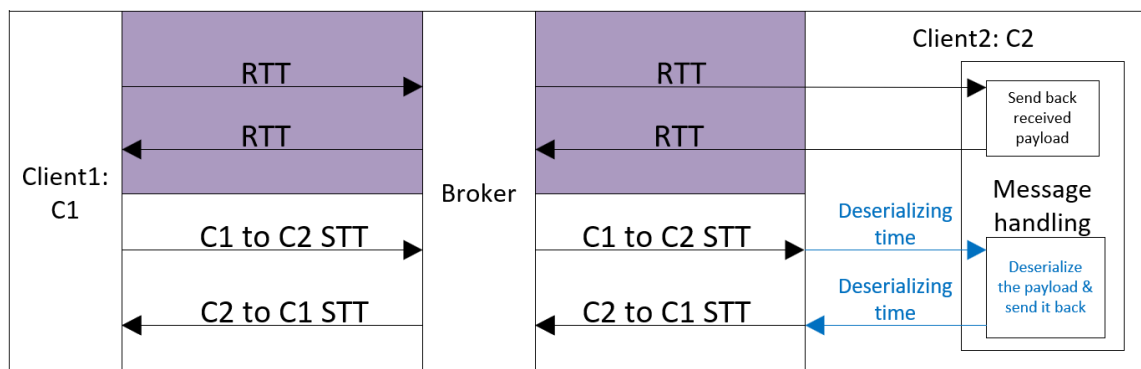 Client2: C2
RTT
RTT
Send back
received
payload
RTT
RTT
Client1:
C1
Broker
Message
handling
C1 to C2 STT
C1 to C2 STT
Deserializing
time
Deserialize
the payload &
send it back
C2 to C1 STT
C2 to C1 STT
Deserializing
time